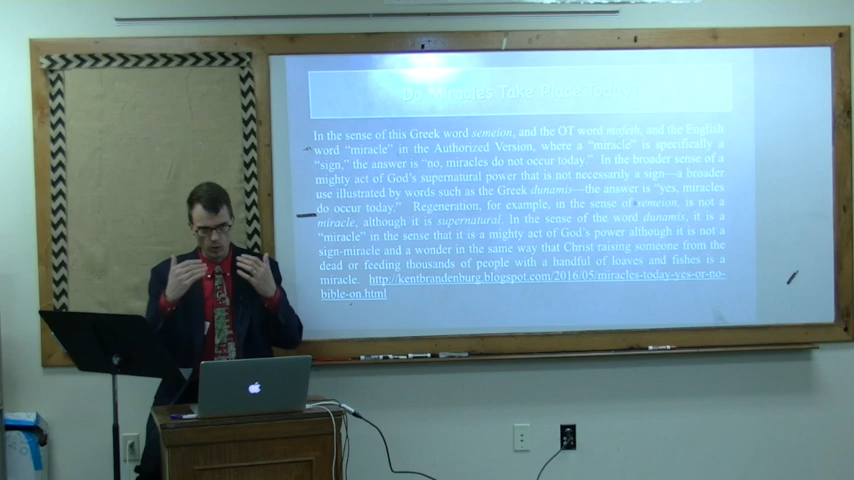 Do Miracles Take Place Today?
In the sense of this Greek word semeion, and the OT word mofeth, and the English
word “miracle” in the Authorized Version, where a “miracle” is specifically a
“sign,” the answer is “no, miracles do not occur today.” In the broader sense of a
mighty act of God’s supernatural power that is not necessarily a sign—a broader
use illustrated by words such as the Greek dunamis—the answer is “yes, miracles
do occur today.” Regeneration, for example, in the sense of semeion, is not a
miracle, although it is supernatural. In the sense of the word dunamis, it is a
“miracle” in the sense that it is a mighty act of God’s power although it is not a
sign-miracle and a wonder in the same way that Christ raising someone from the
dead or feeding thousands of people with a handful of loaves and fishes is a
miracle. http://kentbrandenburg.blogspot.com/2016/05/miracles-today-yes-or-no-
bible-on.html